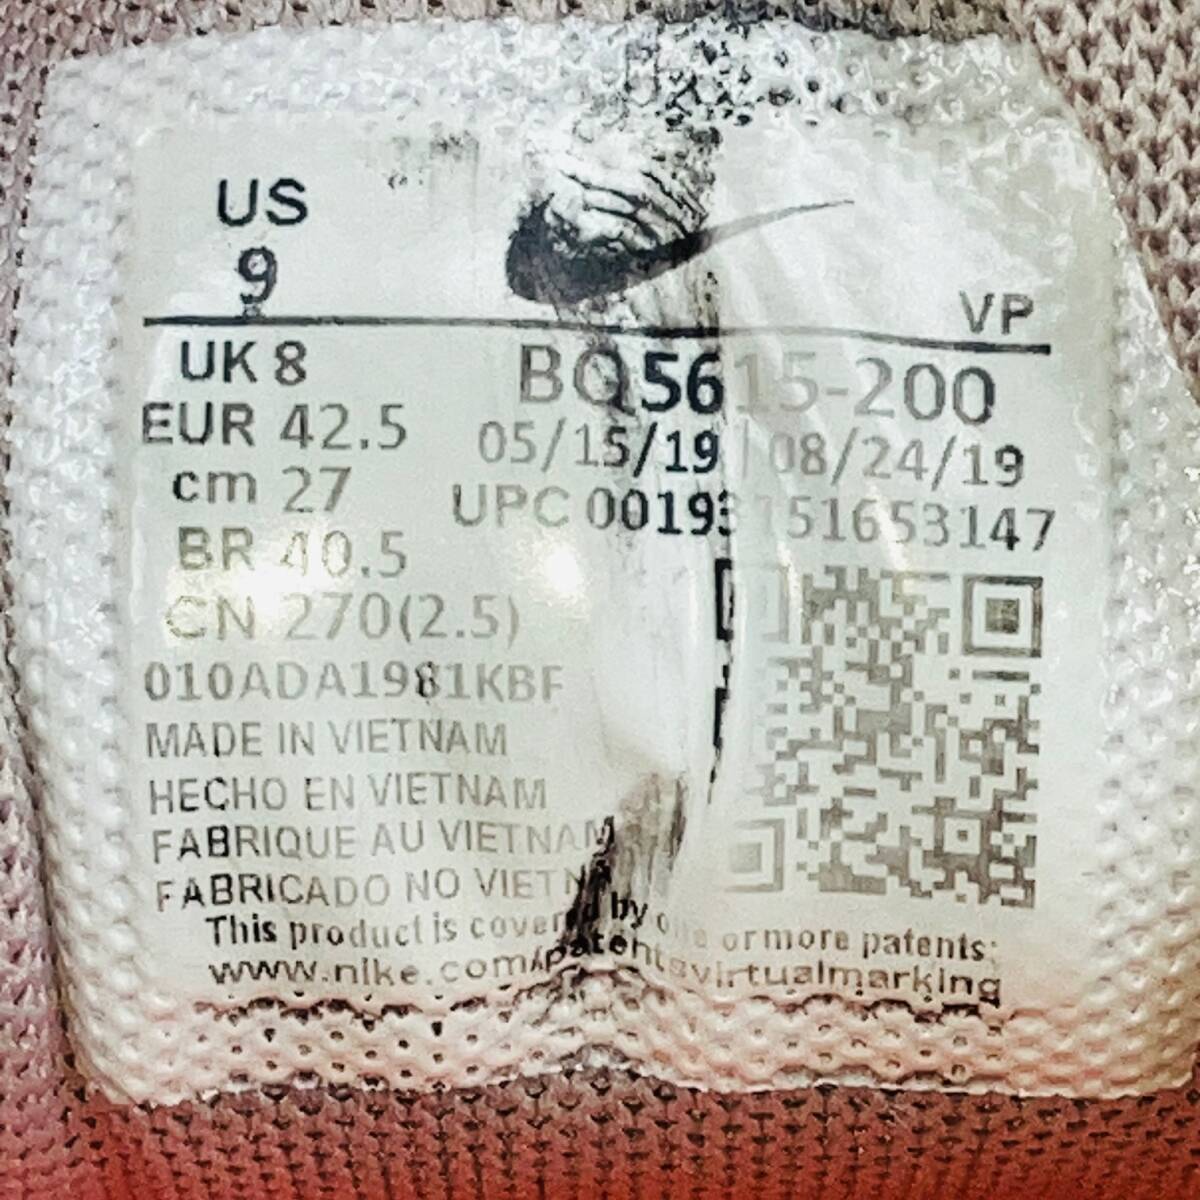 US
9
VP
UK 8
BQ5615-200
EUR 42.5
05/15/19 08/24/19
cm 27
UPC 00193151653147
BR 40.5
CN 270(2.5)
010ADA1981KBF
MADE IN VIETNAM
HECHO EN VIETNAM
FABRIQUE AU VIETNAM
FABRICADO NO VIETNA
This product is covered by one or more patents:
www.nike.com/patentsvirtualmarking